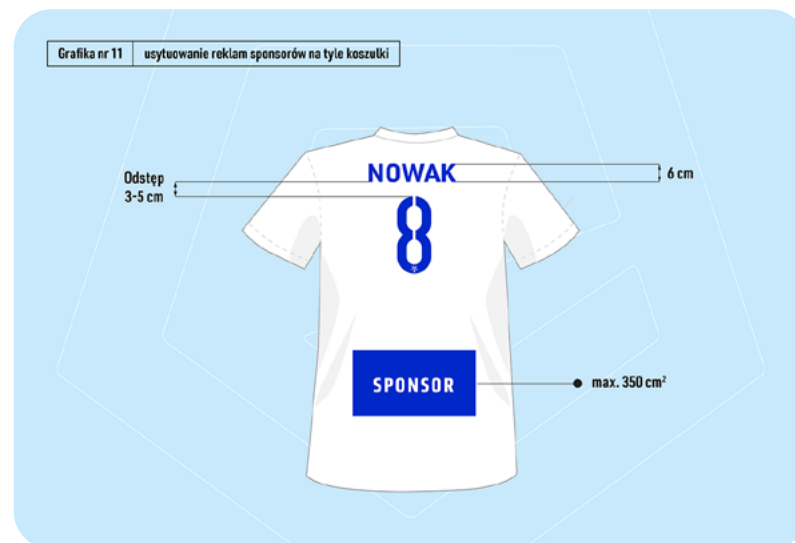 Grafika nr 11 usytuowanie reklam sponsorów na tyle koszulki
NOWAK
6 cm
Odstęp
3-5 cm
8
SPONSOR
max. 350 cm²